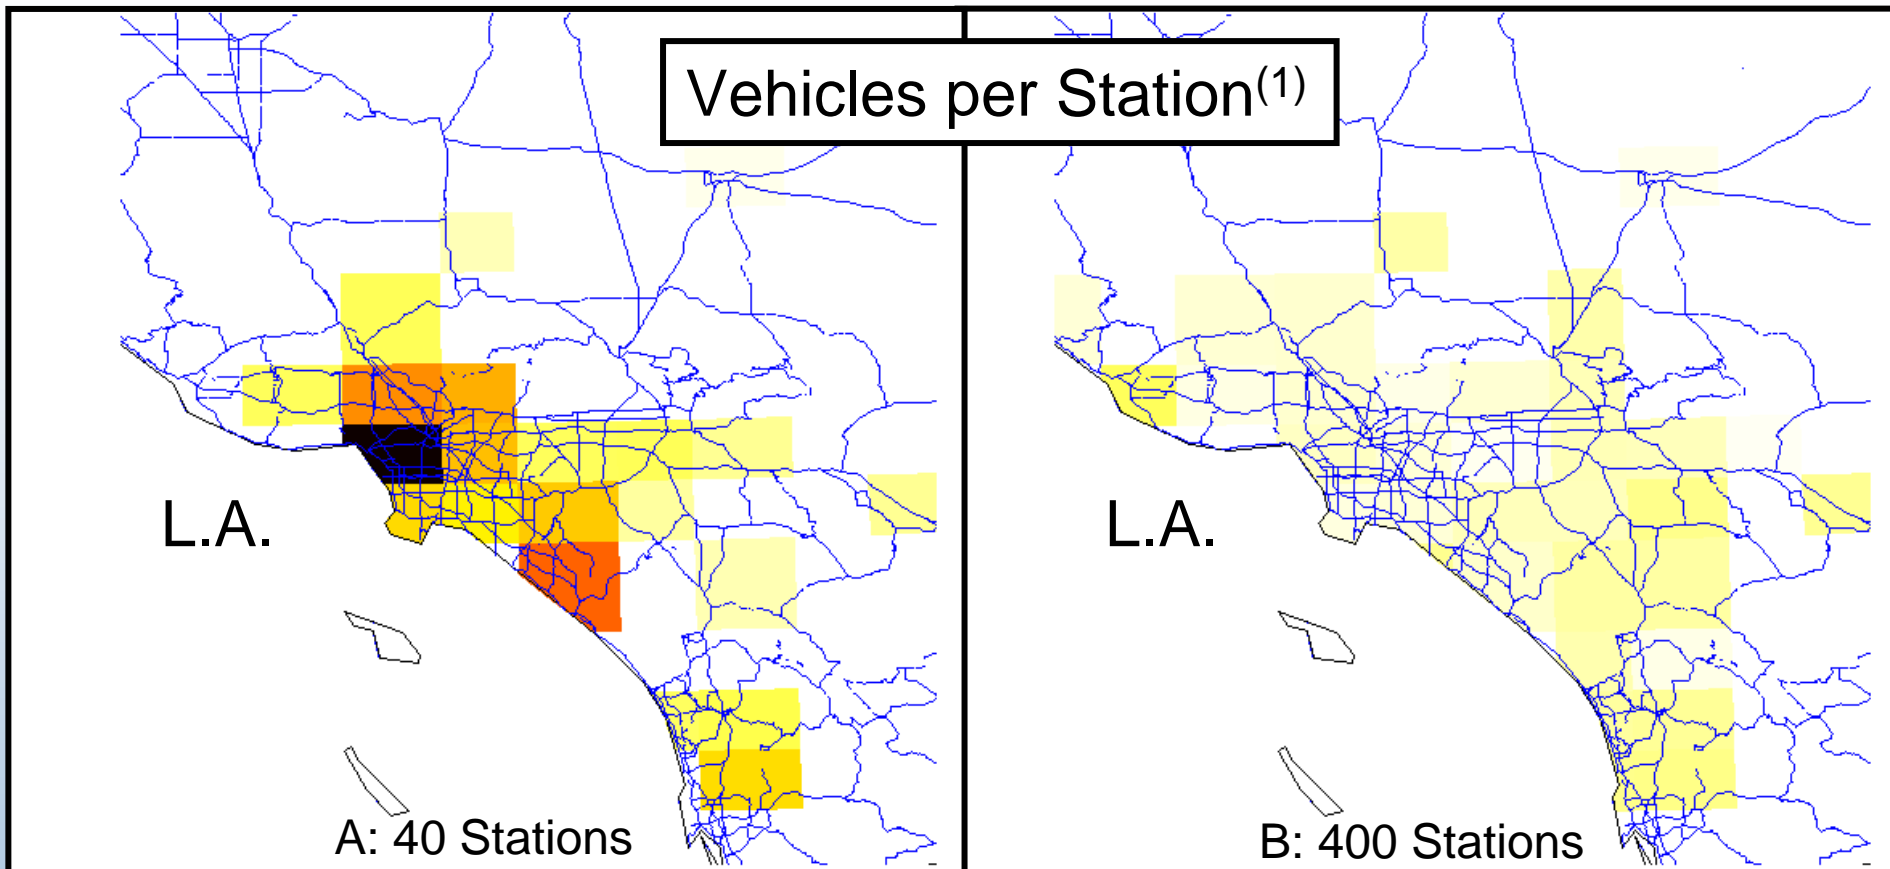 Vehicles per Station(1)
L.A.
L.A.
A: 40 Stations
B: 400 Stations